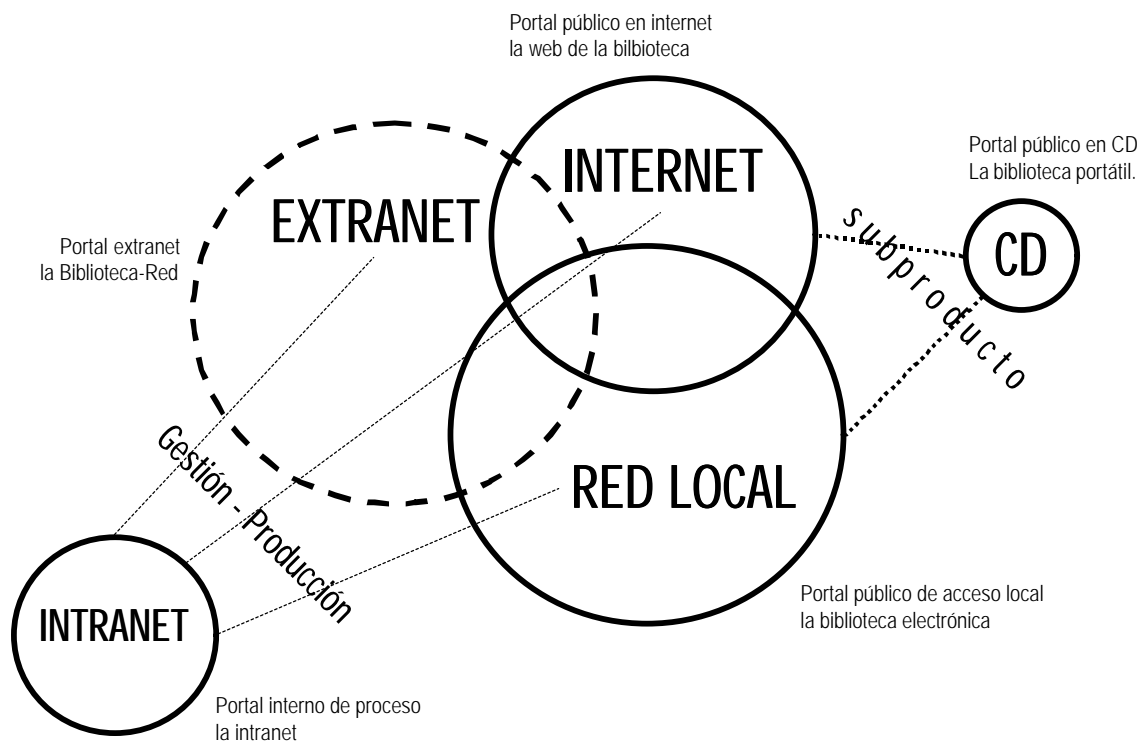 Portal público en internet
la web de la bilbioteca
INTERNET
Portal público en CD
La biblioteca portátil.
EXTRANET
subproducto
CD
Portal extranet
la Biblioteca-Red
Gestión - Producción
RED LOCAL
INTRANET
Portal público de acceso local
la biblioteca electrónica
Portal interno de proceso
la intranet